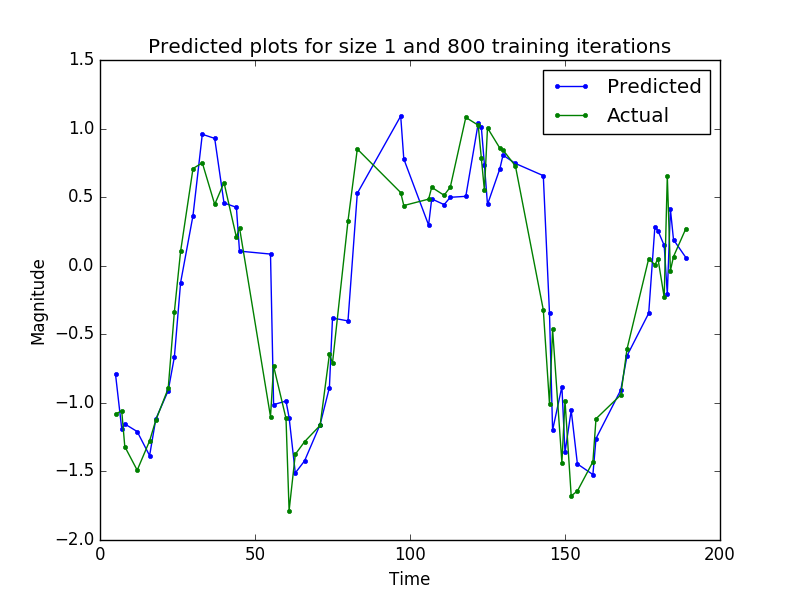 Predicted plots for size 1 and 800 training iterations
1.5
1.0
0.5
0.0
−0.5
−1.0
−1.5
−2.0
Magnitude
0
50
100
150
200
Time
Predicted
Actual